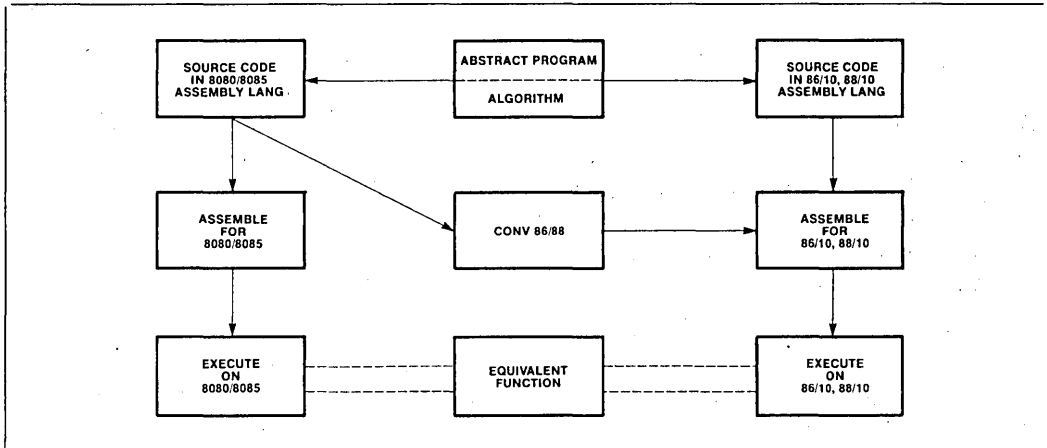 SOURCE CODE
IN 8080/8085
ASSEMBLY LANG
ABSTRACT PROGRAM
ALGORITHM
SOURCE CODE
IN 86/10, 88/10
ASSEMBLY LANG
ASSEMBLE
FOR
8080/8085
CONV 86/88
ASSEMBLE
FOR
86/10, 88/10
EXECUTE
ON
8080/8085
EQUIVALENT
FUNCTION
EXECUTE
ON
86/10, 88/10